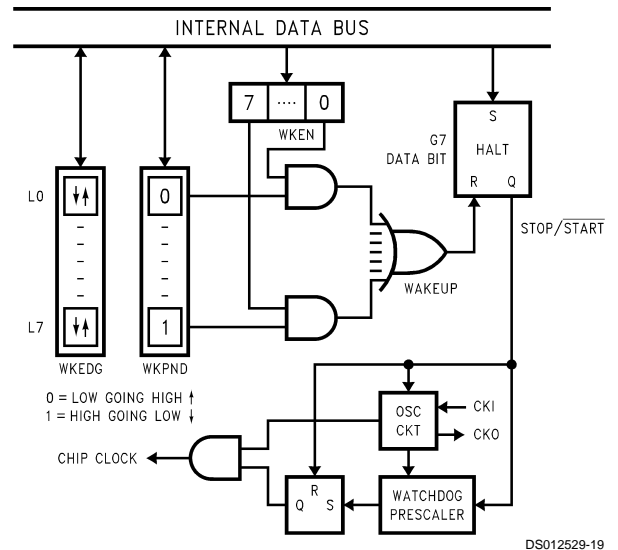 INTERNAL DATA BUS
7 .... 0
WKEN
S
HALT
R Q
G7
DATA BIT
STOP/START
L0
0
L7
1
WKEDG
WKPND
WAKEUP
0 = LOW GOING HIGH ↑
1 = HIGH GOING LOW ↓
OSC
CKT
CKI
CKO
CHIP CLOCK
R
Q S
WATCHDOG
PRESCALER
DS012529-19